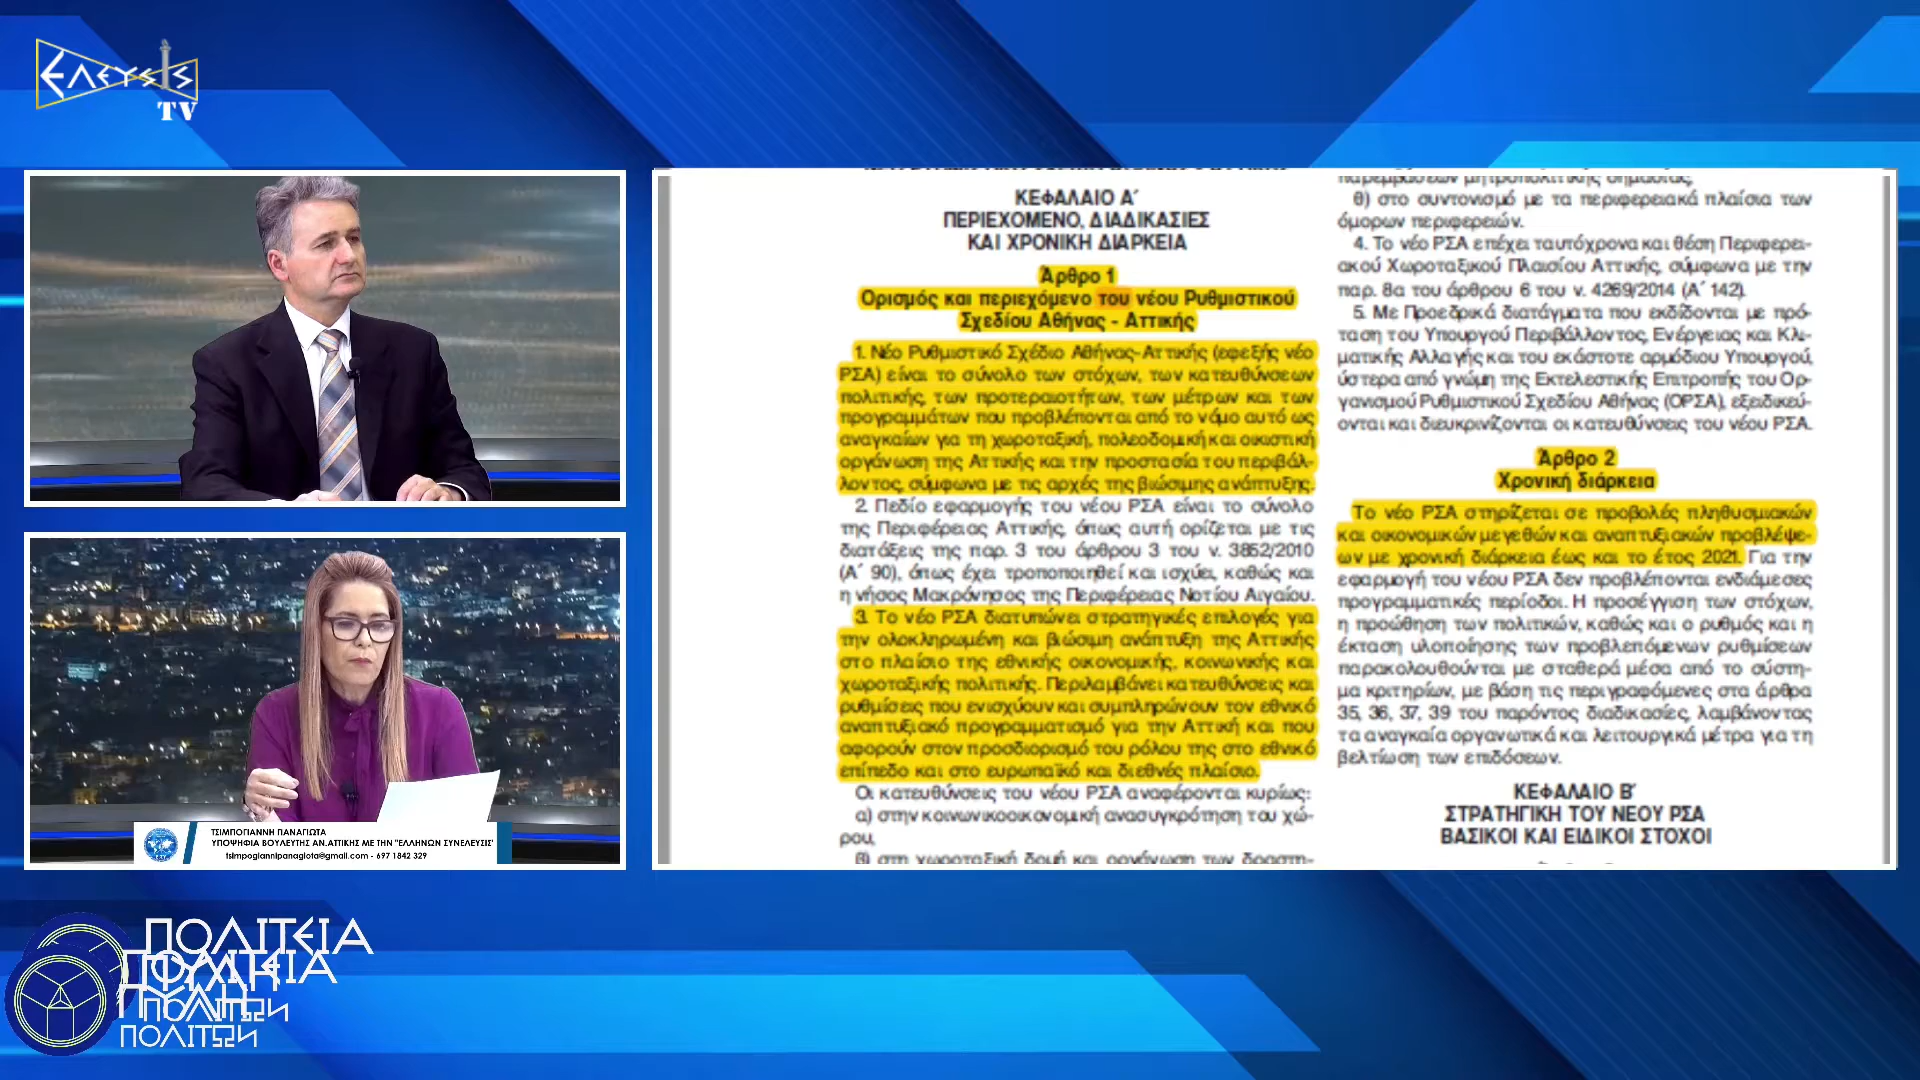 ΕΛΕΥΣΙΣ
TV
ΤΣΙΜΠΟΓΙΑΝΝΗ ΠΑΝΑΓΙΩΤΑ
ΥΠΟΨΗΦΙΑ ΒΟΥΛΕΥΤΗΣ ΑΝ.ΑΤΤΙΚΗΣ ΜΕ ΤΗΝ "ΕΛΛΗΝΩΝ ΣΥΝΕΛΕΥΣΙΣ"
tsimpogiannipanagiota@gmail.com - 697 1842 329
ΚΕΦΑΛΑΙΟ Α΄
ΠΕΡΙΕΧΟΜΕΝΟ, ΔΙΑΔΙΚΑΣΙΕΣ
ΚΑΙ ΧΡΟΝΙΚΗ ΔΙΑΡΚΕΙΑ
Άρθρο 1
Ορισμός και περιεχόμενο του νέου Ρυθμιστικού
Σχεδίου Αθήνας - Αττικής
1. Νέο Ρυθμιστικό Σχέδιο Αθήνας-Αττικής (εφεξής νέο
ΡΣΑ) είναι το σύνολο των στόχων, των κατευθύνσεων
πολιτικής, των προτεραιοτήτων, των μέτρων και των
προγραμμάτων που προβλέπονται από το νόμο αυτό ως
αναγκαίων για τη χωροταξική, πολεοδομική και οικιστική
οργάνωση της Αττικής και την προστασία του περιβάλ-
λοντος, σύμφωνα με τις αρχές της βιώσιμης ανάπτυξης.
2. Πεδίο εφαρμογής του νέου ΡΣΑ είναι το σύνολο
της Περιφέρειας Αττικής, όπως αυτή ορίζεται με τις
διατάξεις της παρ. 3 του άρθρου 3 του ν. 3852/2010
(Α΄ 90), όπως έχει τροποποιηθεί και ισχύει, καθώς και
η νήσος Μακρόνησος της Περιφέρειας Νοτίου Αιγαίου.
3. Το νέο ΡΣΑ διατυπώνει στρατηγικές επιλογές για
την ολοκληρωμένη και βιώσιμη ανάπτυξη της Αττικής
στο πλαίσιο της εθνικής οικονομικής, κοινωνικής και
χωροταξικής πολιτικής. Περιλαμβάνει κατευθύνσεις και
ρυθμίσεις που ενισχύουν και συμπληρώνουν τον εθνικό
αναπτυξιακό προγραμματισμό για την Αττική και που
αφορούν στον προσδιορισμό του ρόλου της στο εθνικό
επίπεδο και στο ευρωπαϊκό και διεθνές πλαίσιο.
Οι κατευθύνσεις του νέου ΡΣΑ αναφέρονται κυρίως:
α) στην κοινωνικοοικονομική ανασυγκρότηση του χώ-
ρου,
β) στη χωροταξική δομή και οργάνωση των δραστη-
παρεμβάσεων μητροπολιτικής σημασίας,
θ) στο συντονισμό με τα περιφερειακά πλαίσια των
όμορων περιφερειών.
4. Το νέο ΡΣΑ επέχει ταυτόχρονα και θέση Περιφερει-
ακού Χωροταξικού Πλαισίου Αττικής, σύμφωνα με την
παρ. 8α του άρθρου 6 του ν. 4269/2014 (Α΄ 142).
5. Με Προεδρικά διατάγματα που εκδίδονται με πρό-
ταση του Υπουργού Περιβάλλοντος, Ενέργειας και Κλι-
ματικής Αλλαγής και του εκάστοτε αρμόδιου Υπουργού,
ύστερα από γνώμη της Εκτελεστικής Επιτροπής του Ορ-
γανισμού Ρυθμιστικού Σχεδίου Αθήνας (ΟΡΣΑ), εξειδικεύ-
ονται και διευκρινίζονται οι κατευθύνσεις του νέου ΡΣΑ.
Άρθρο 2
Χρονική διάρκεια
Το νέο ΡΣΑ στηρίζεται σε προβολές πληθυσμιακών
και οικονομικών μεγεθών και αναπτυξιακών προβλέψε-
ων με χρονική διάρκεια έως και το έτος 2021. Για την
εφαρμογή του νέου ΡΣΑ δεν προβλέπονται ενδιάμεσες
προγραμματικές περίοδοι. Η προσέγγιση των στόχων,
η προώθηση των πολιτικών, καθώς και ο ρυθμός και η
έκταση υλοποίησης των προβλεπόμενων ρυθμίσεων
παρακολουθούνται με σταθερά μέσα από το σύστη-
μα κριτηρίων, με βάση τις περιγραφόμενες στα άρθρα
35, 36, 37, 39 του παρόντος διαδικασίες, λαμβάνοντας
τα αναγκαία οργανωτικά και λειτουργικά μέτρα για τη
βελτίωση των επιδόσεων.
ΚΕΦΑΛΑΙΟ Β΄
ΣΤΡΑΤΗΓΙΚΗ ΤΟΥ ΝΕΟΥ ΡΣΑ
ΒΑΣΙΚΟΙ ΚΑΙ ΕΙΔΙΚΟΙ ΣΤΟΧΟΙ
ΠΟΛΙΤΕΙΑ
ΠΟΛΙΤΕΙΑ
ΠΥΛΗ
ΠΥΛΗ
ΠΟΛΙΤΩΝ
ΠΟΛΙΤΩΝ